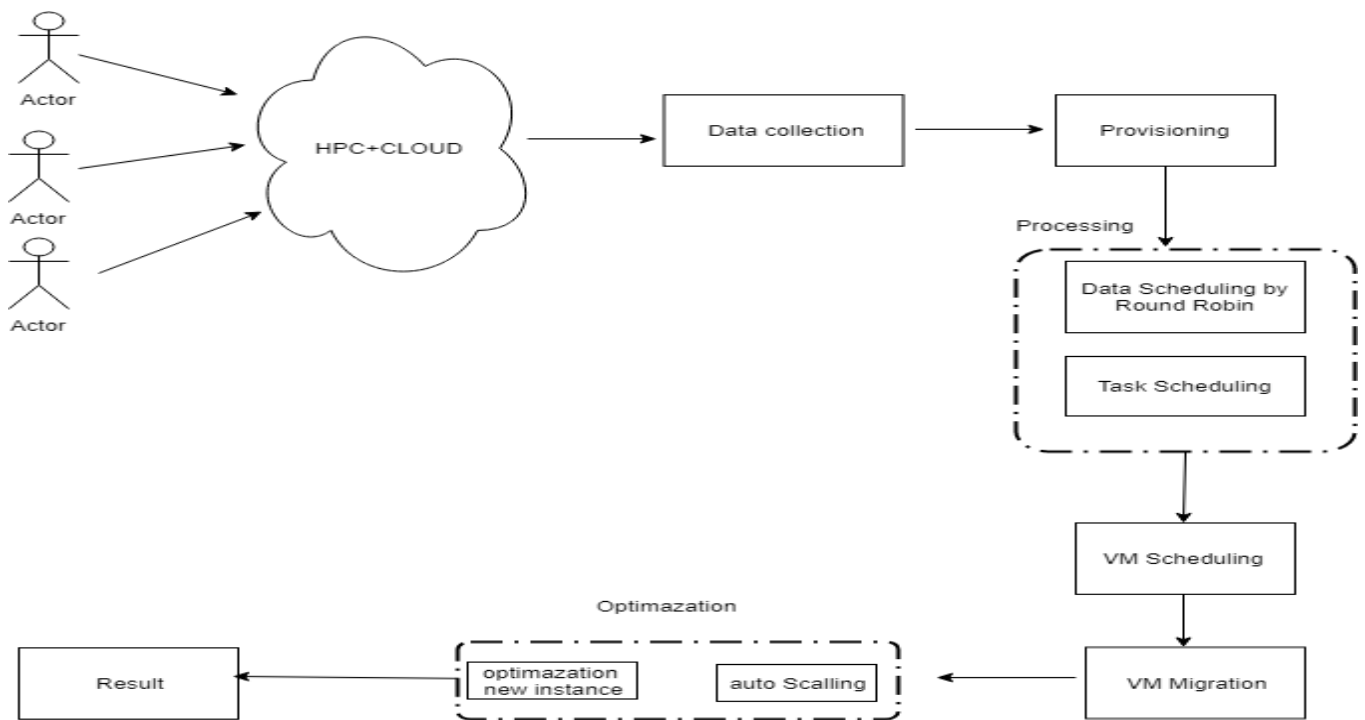 Actor
Actor
Actor
HPC+CLOUD
Data collection
Provisioning
Processing
Data Scheduling by
Round Robin
Task Scheduling
VM Scheduling
VM Migration
Optimazation
auto Scalling
optimazation
new instance
Result